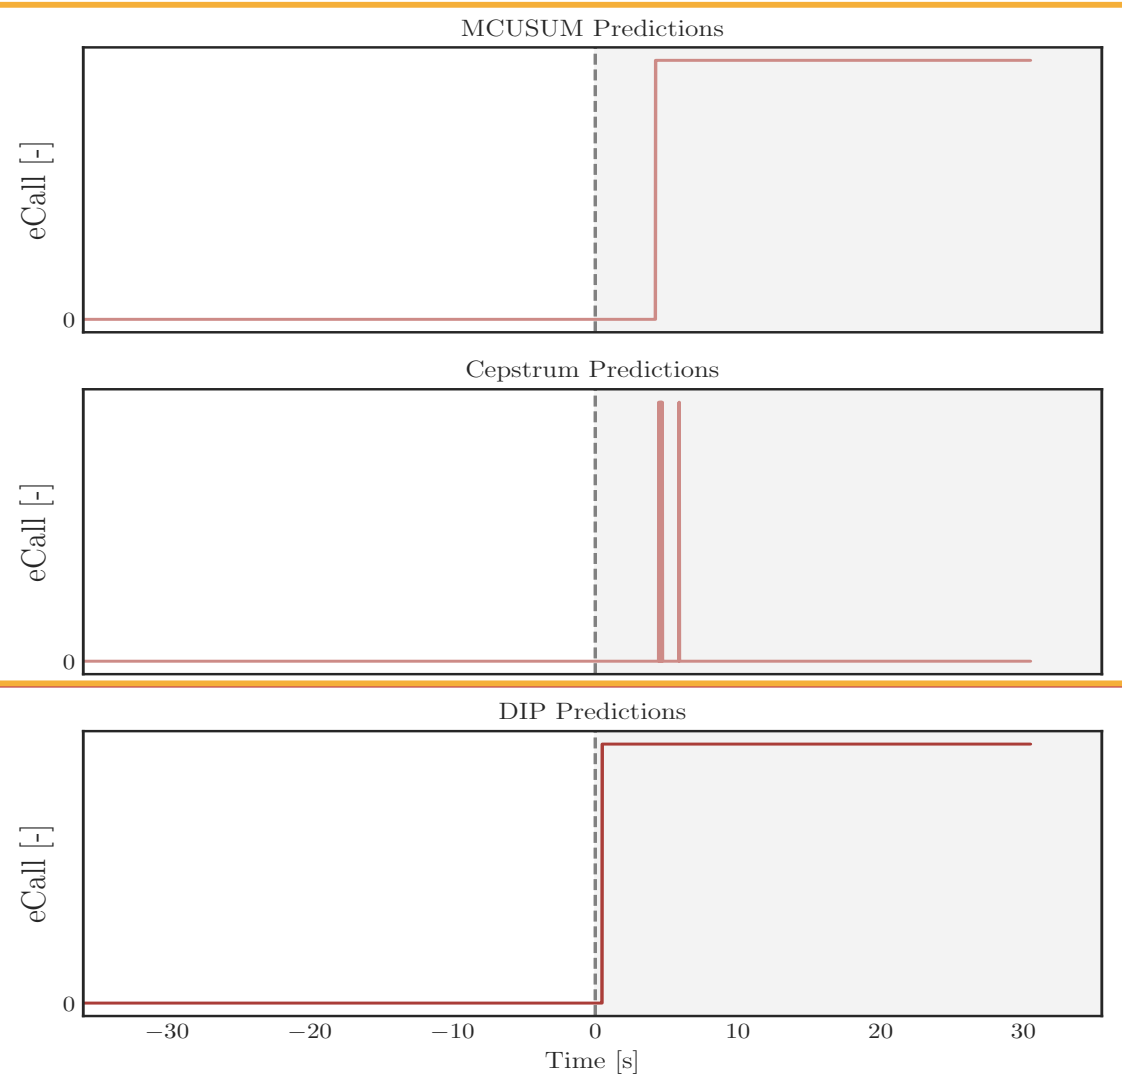 MCUSUM Predictions
eCall [-]
0
Cepstrum Predictions
eCall [-]
0
DIP Predictions
eCall [-]
0
−30 −20 −10 0 10 20 30
Time [s]